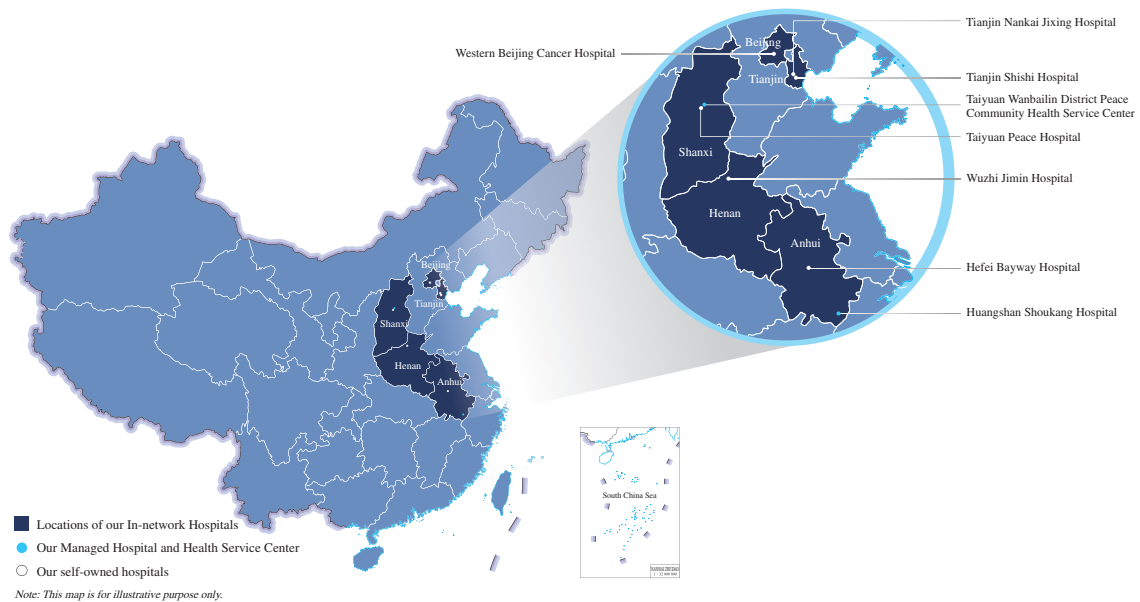 Tianjin Nankai Jixing Hospital
Beijing
Western Beijing Cancer Hospital
Tianjin
Tianjin Shishi Hospital
Taiyuan Wanbailin District Peace
Community Health Service Center
Taiyuan Peace Hospital
Shanxi
Wuzhi Jimin Hospital
Henan
Anhui
Hefei Bayway Hospital
Huangshan Shoukang Hospital
Beijing
Tianjin
Shanxi
Henan
Anhui
South China Sea
Locations of our In-network Hospitals
Our Managed Hospital and Health Service Center
Our self-owned hospitals
Note: This map is for illustrative purpose only.